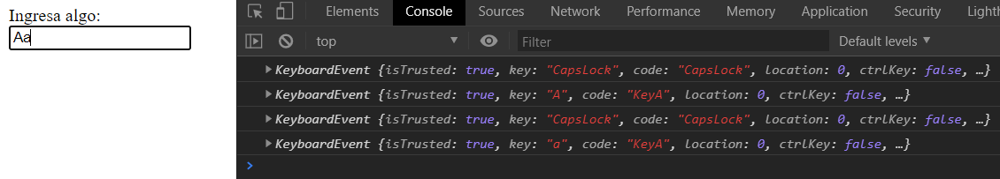 Ingresa algo:
Aa
Elements Console Sources Network Performance Memory Application Security Lighth
top ▼ Filter Default levels ▼
▶ KeyboardEvent {isTrusted: true, key: "CapsLock", code: "CapsLock", location: 0, ctrlKey: false, …}
▶ KeyboardEvent {isTrusted: true, key: "A", code: "KeyA", location: 0, ctrlKey: false, …}
▶ KeyboardEvent {isTrusted: true, key: "CapsLock", code: "CapsLock", location: 0, ctrlKey: false, …}
▶ KeyboardEvent {isTrusted: true, key: "a", code: "KeyA", location: 0, ctrlKey: false, …}
>